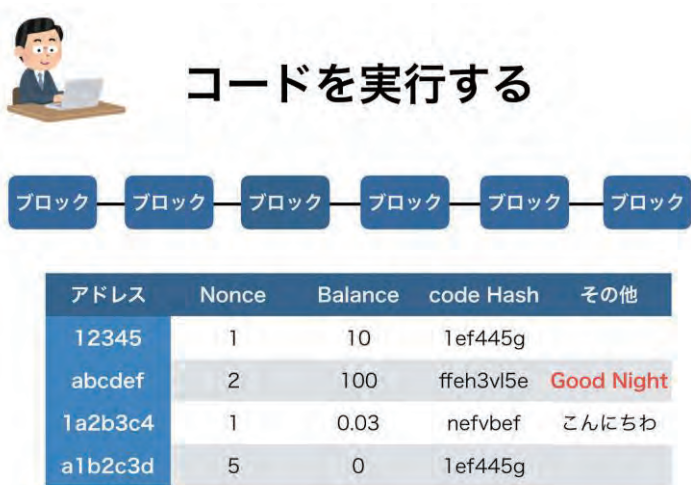 コードを実行する
ブロック ブロック ブロック ブロック ブロック ブロック
アドレス Nonce Balance code Hash その他
12345 1 10 1ef445g
abcdef 2 100 ffeh3vl5e Good Night
1a2b3c4 1 0.03 nefvbef こんにちわ
a1b2c3d 5 0 1ef445g